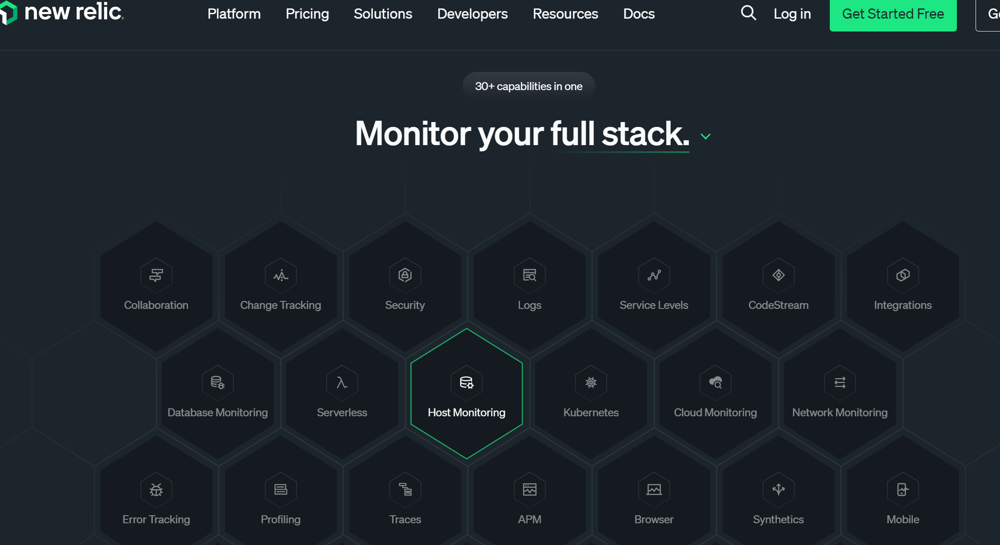 new relic
Platform
Pricing
Solutions
Developers
Resources
Docs
Log in
Get Started Free
30+ capabilities in one
Monitor your full stack.
Collaboration
Change Tracking
Security
Logs
Service Levels
CodeStream
Integrations
Database Monitoring
Serverless
Host Monitoring
Kubernetes
Cloud Monitoring
Network Monitoring
Error Tracking
Profiling
Traces
APM
Browser
Synthetics
Mobile